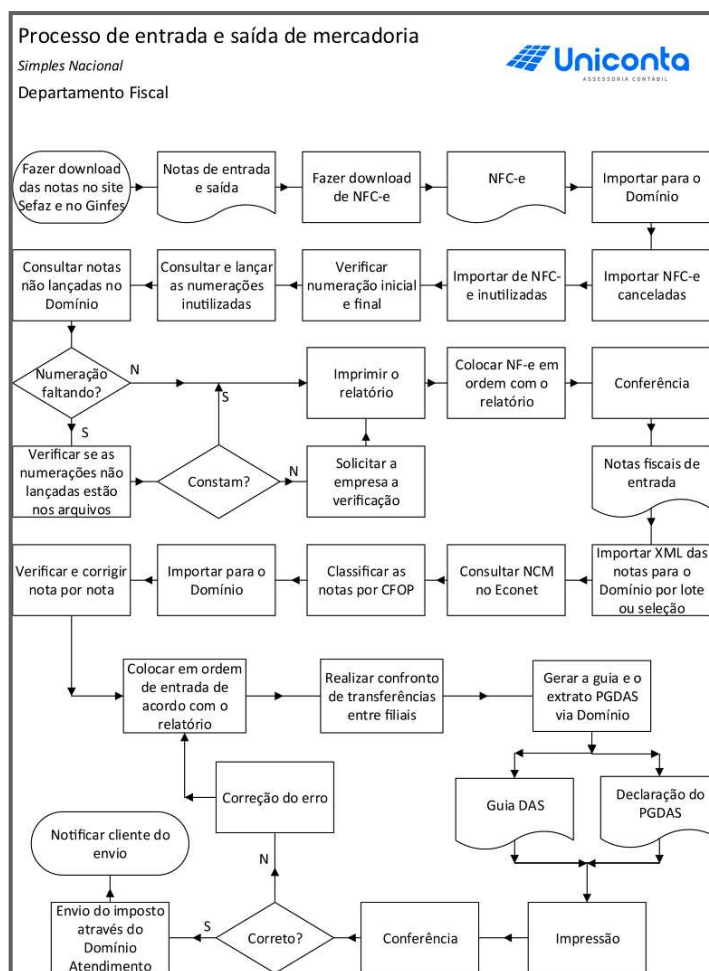 Processo de entrada e saída de mercadoria
Simples Nacional
Departamento Fiscal
Uniconta
ASSESSORIA CONTÁBIL
Fazer download
das notas no site
Sefaz e no Ginfes
Notas de entrada
e saída
Fazer download
de NFC-e
NFC-e
Importar para o
Domínio
Consultar notas
não lançadas no
Domínio
Consultar e lançar
as numerações
inutilizadas
Verificar
numeração inicial
e final
Importar de NFC-
e inutilizadas
Importar NFC-e
canceladas
Numeração
faltando?
N
S
Imprimir o
relatório
Colocar NF-e em
ordem com o
relatório
Conferência
S
Verificar se as
numerações não
lançadas estão
nos arquivos
Constam?
N
Solicitar a
empresa a
verificação
Notas fiscais de
entrada
Verificar e corrigir
nota por nota
Importar para o
Domínio
Classificar as
notas por CFOP
Consultar NCM
no Econet
Importar XML das
notas para o
Domínio por lote
ou seleção
Colocar em ordem
de entrada de
acordo com o
relatório
Realizar confronto
de transferências
entre filiais
Gerar a guia e o
extrato PGDAS
via Domínio
Correção do erro
Guia DAS
Declaração do
PGDAS
Notificar cliente do
envio
N
Envio do imposto
através do
Domínio
Atendimento
S
Correto?
Conferência
Impressão